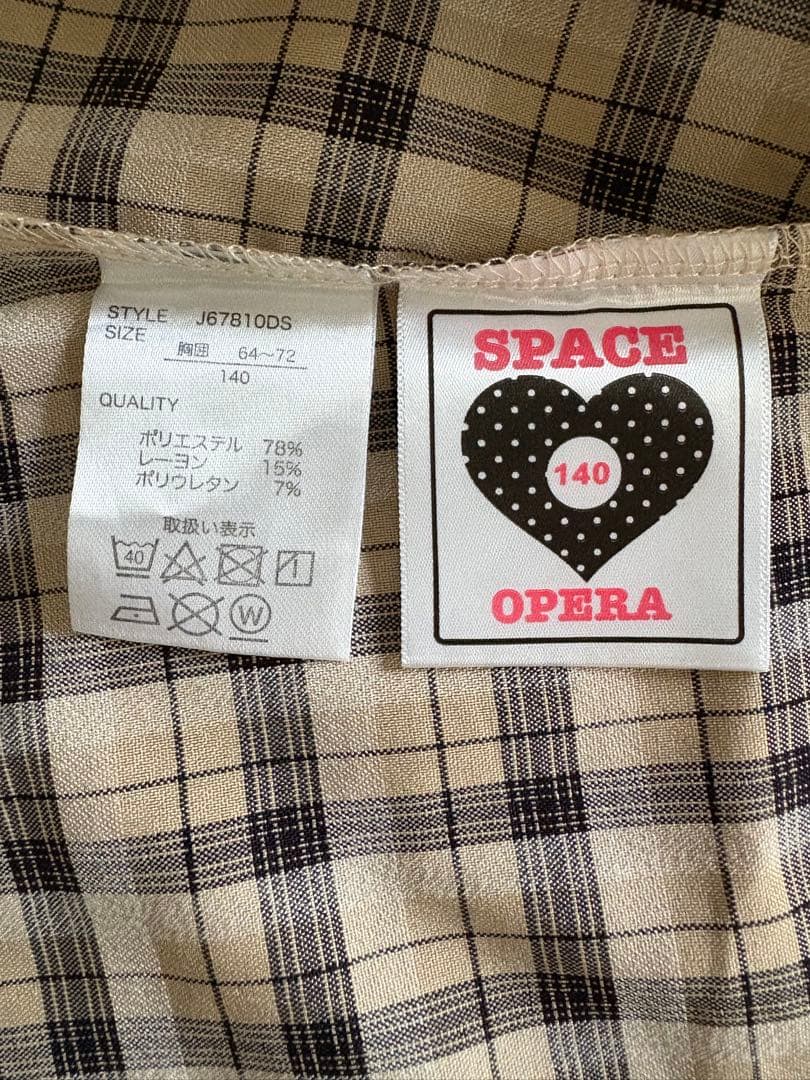 STYLE J67810DS
SIZE
胸囲 64～72
140
QUALITY
ポリエステル 78%
レーヨン 15%
ポリウレタン 7%
取扱い表示
40
W
SPACE
140
OPERA